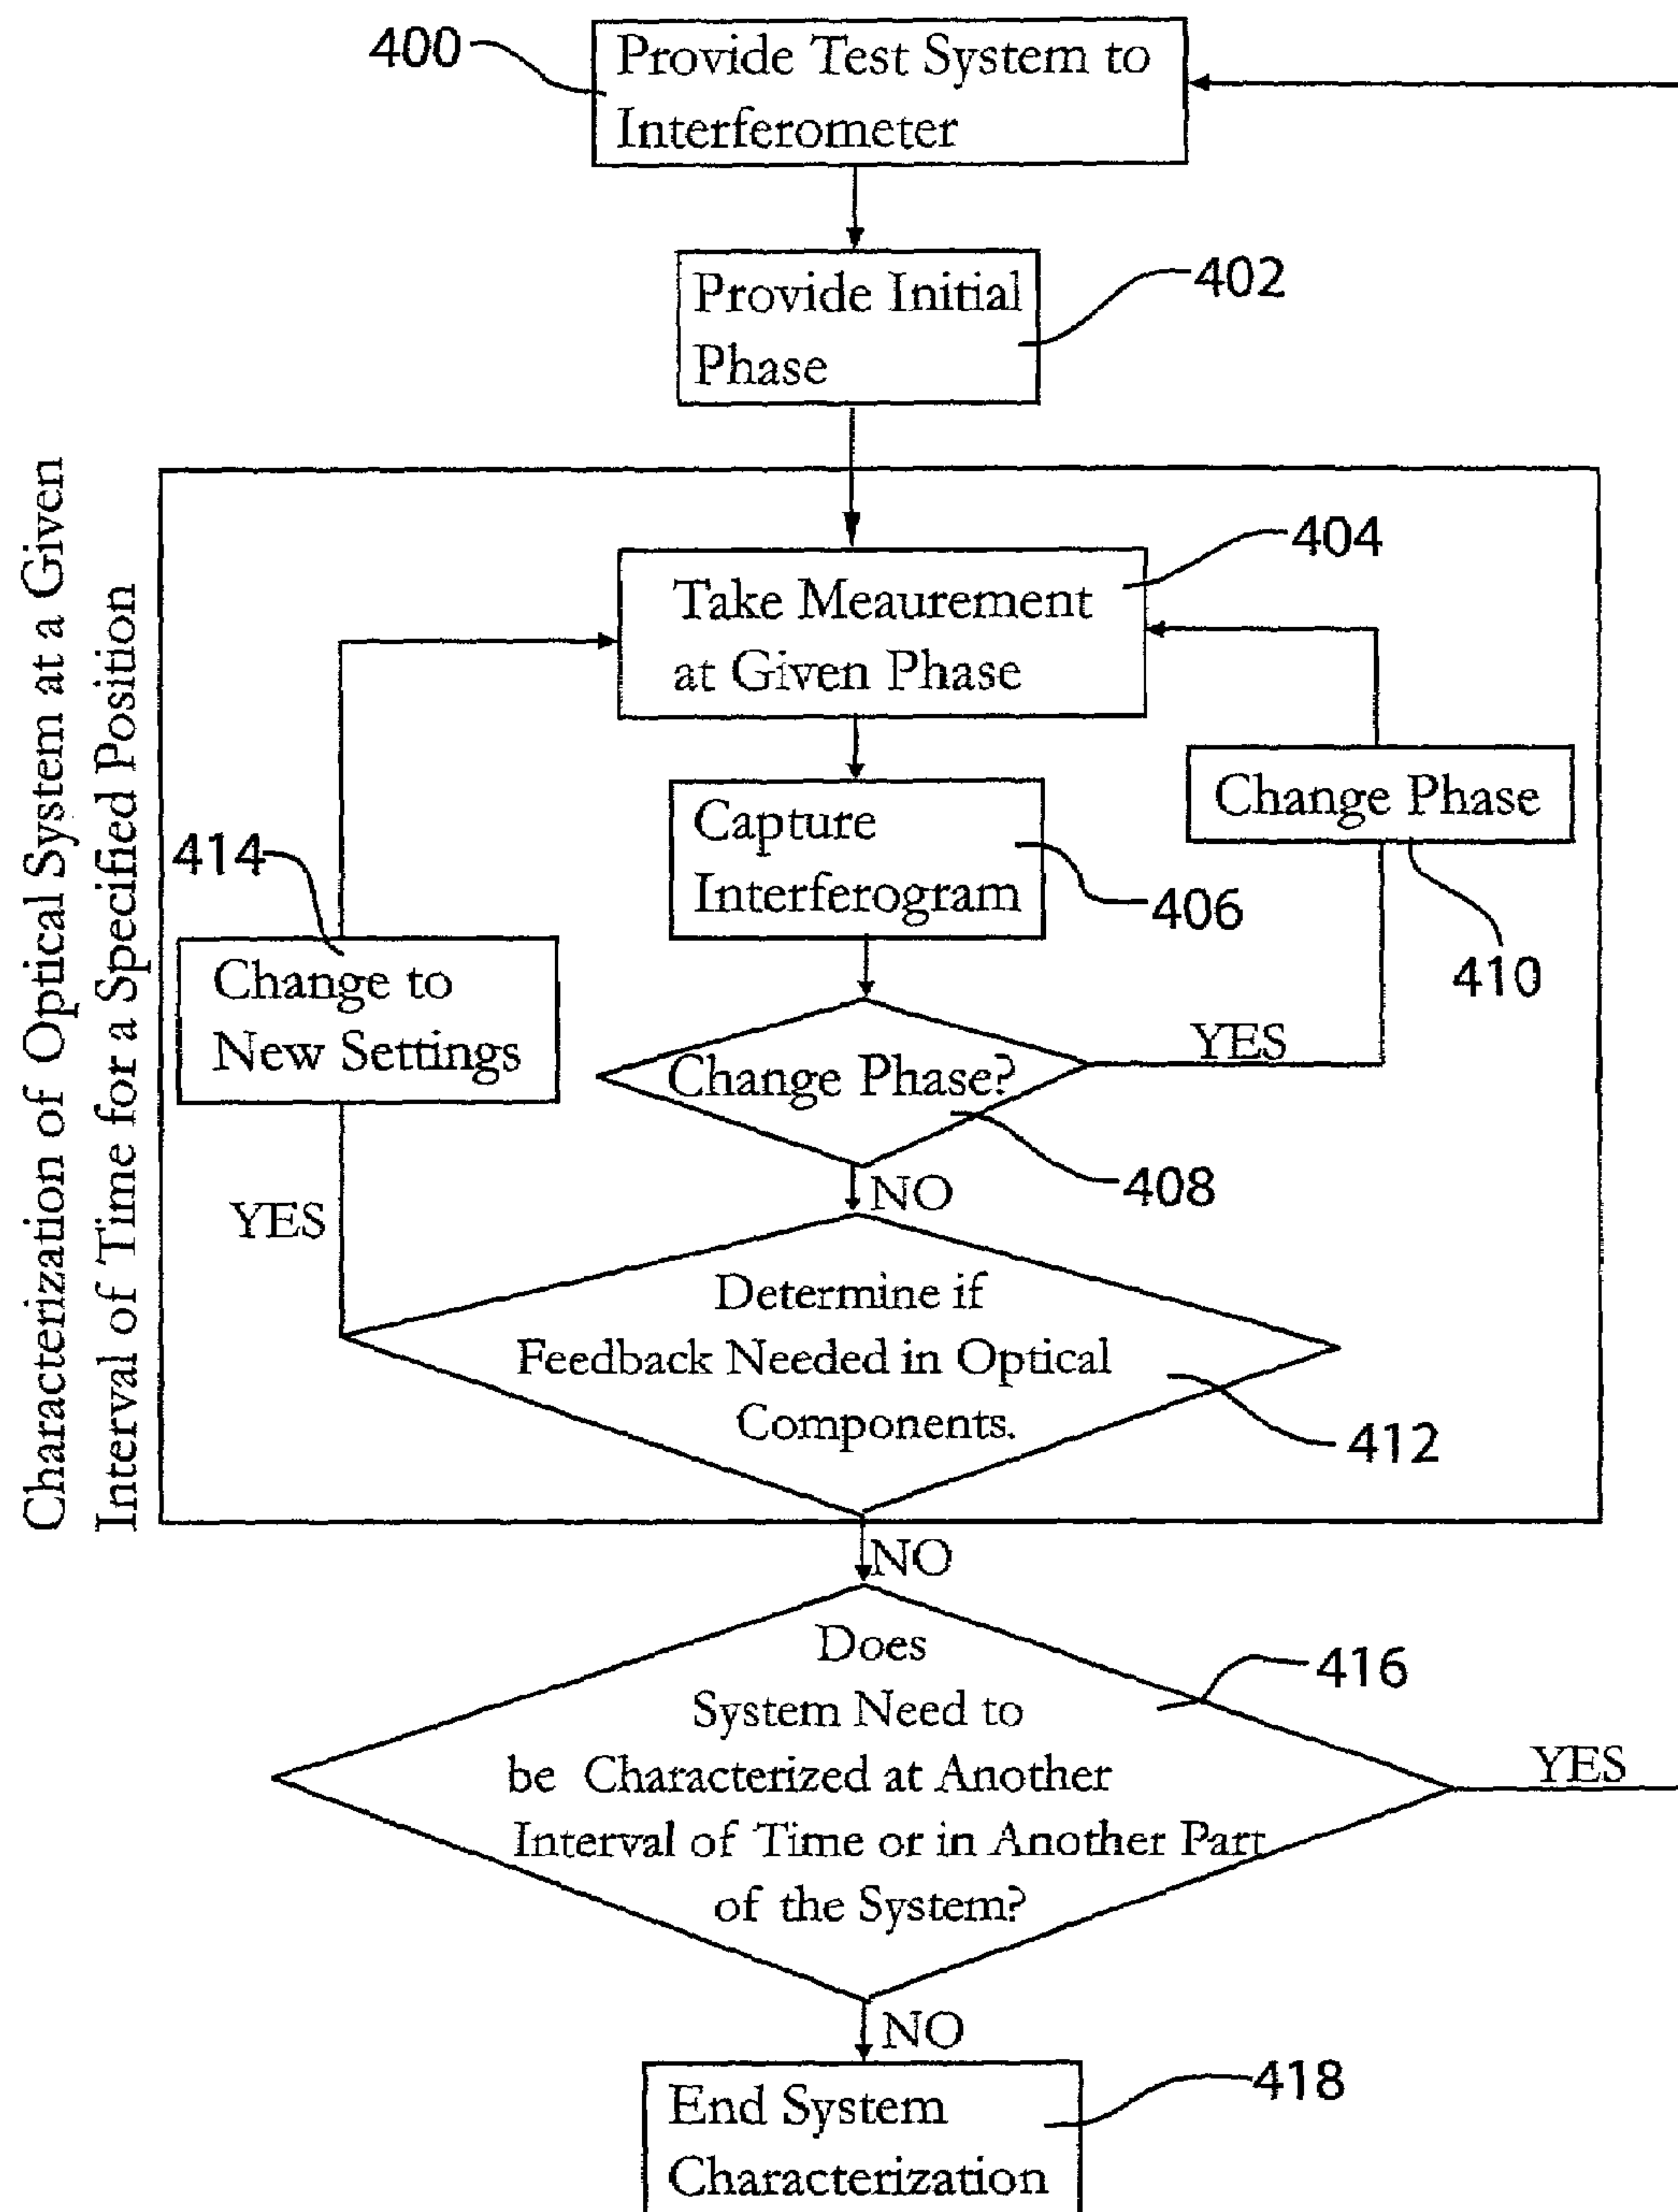 400
Provide Test System to
Interferometer
Provide Initial
Phase
402
Characterization of Optical System at a Given
Interval of Time for a Specified Position
404
Take Meaurement
at Given Phase
Change Phase
410
Capture
Interferogram
406
414
Change to
New Settings
Change Phase?
YES
408
NO
YES
Determine if
Feedback Needed in Optical
Components.
412
NO
Does
System Need to
be Characterized at Another
Interval of Time or in Another Part
of the System?
416
YES
NO
End System
Characterization
418